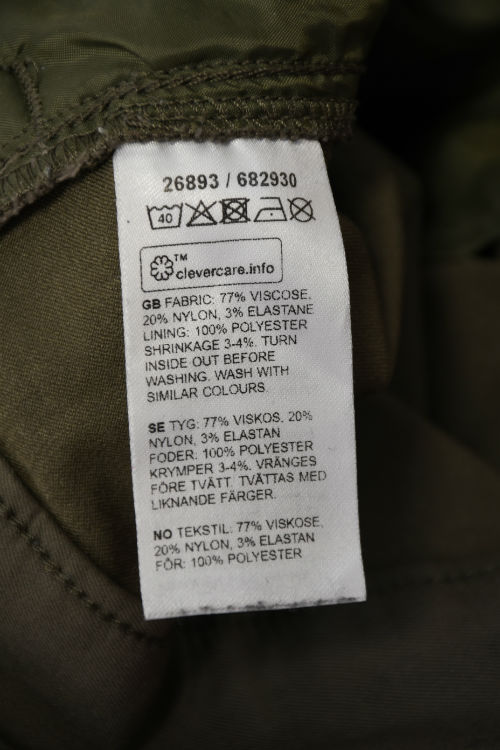 26893 / 682930
40
TM
clevercare.info
GB FABRIC: 77% VISCOSE,
20% NYLON, 3% ELASTANE
LINING: 100% POLYESTER
SHRINKAGE 3-4%. TURN
INSIDE OUT BEFORE
WASHING. WASH WITH
SIMILAR COLOURS.
SE TYG: 77% VISKOS, 20%
NYLON, 3% ELASTAN
FODER: 100% POLYESTER
KRYMPER 3-4%. VRÄNGES
FÖRE TVÄTT. TVÄTTAS MED
LIKNANDE FÄRGER.
NO TEKSTIL: 77% VISKOSE,
20% NYLON, 3% ELASTAN
FÔR: 100% POLYESTER